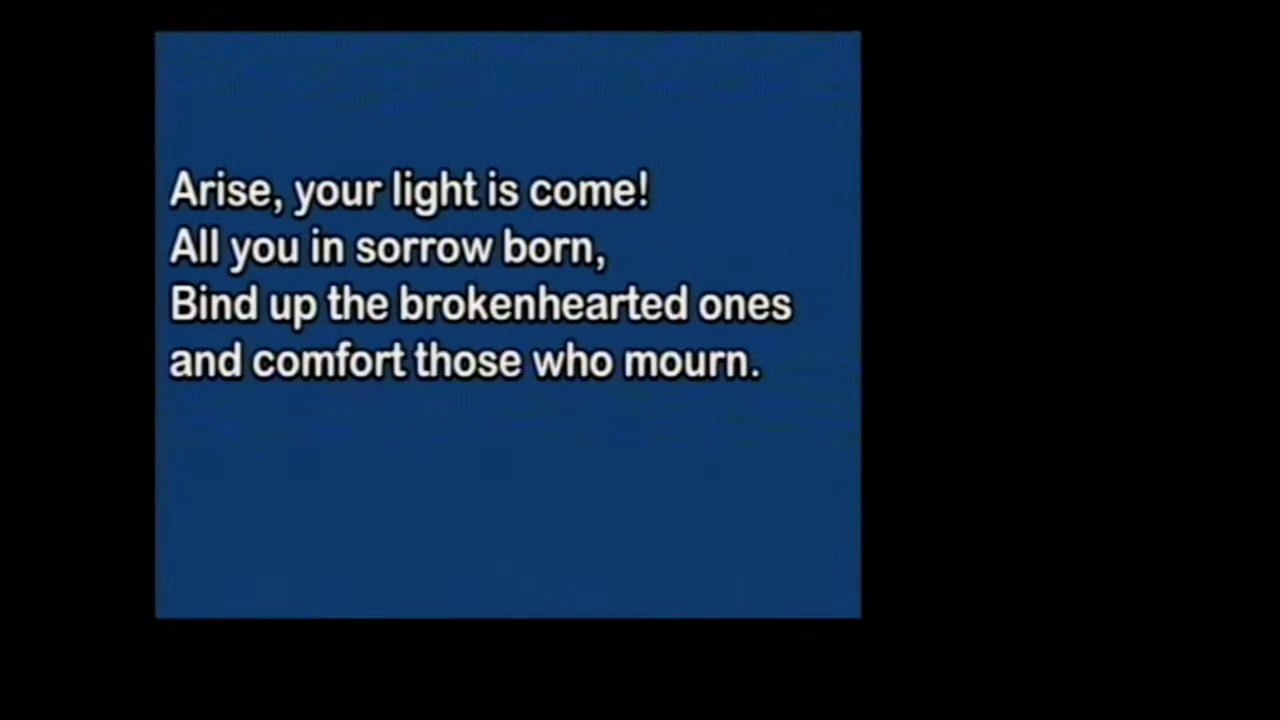 Arise, your light is come!
All you in sorrow born,
Bind up the brokenhearted ones
and comfort those who mourn.